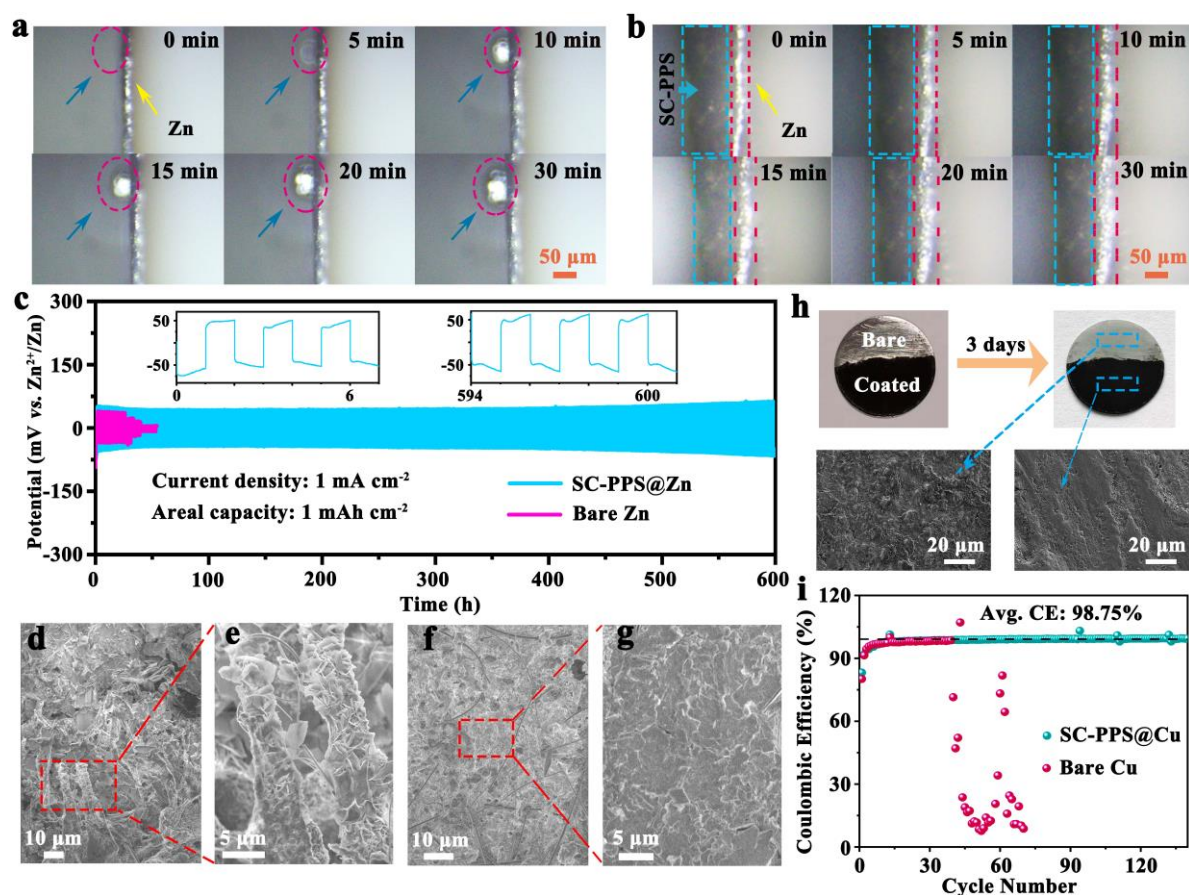 a
0 min
5 min
10 min
Zn
15 min
20 min
30 min
50 μm
b
0 min
5 min
10 min
SC-PPS
Zn
15 min
20 min
30 min
50 μm
c
300
150
0
-150
-300
Potential (mV vs. Zn²⁺/Zn)
50
-50
0
6
50
-50
594
600
Current density: 1 mA cm⁻²
Areal capacity: 1 mAh cm⁻²
SC-PPS@Zn
Bare Zn
0
100
200
300
400
500
600
Time (h)
h
Bare
Coated
3 days
20 μm
20 μm
d
10 μm
e
5 μm
f
10 μm
g
5 μm
i
120
90
60
30
0
Coulombic Efficiency (%)
Avg. CE: 98.75%
SC-PPS@Cu
Bare Cu
0
30
60
90
120
Cycle Number